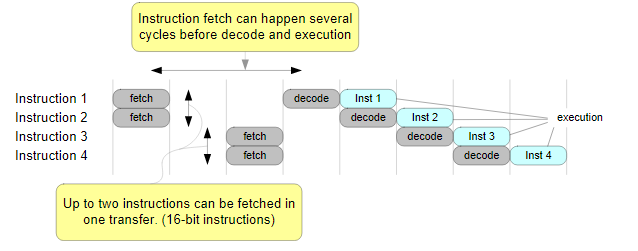 Instruction fetch can happen several
cycles before decode and execution
Instruction 1 fetch decode Inst 1
Instruction 2 fetch decode Inst 2 execution
Instruction 3 fetch decode Inst 3
Instruction 4 fetch decode Inst 4
Up to two instructions can be fetched in
one transfer. (16-bit instructions)